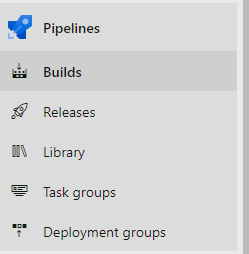 Pipelines
Builds
Releases
Library
Task groups
Deployment groups